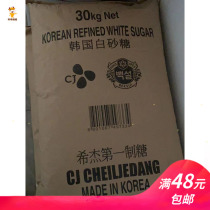 30kg Net
KOREAN REFINED WHITE SUGAR
韩国白砂糖
CJ
백설
希杰第一制糖
CJ CHEILJEDANG
MADE IN KOREA
满48元
包邮